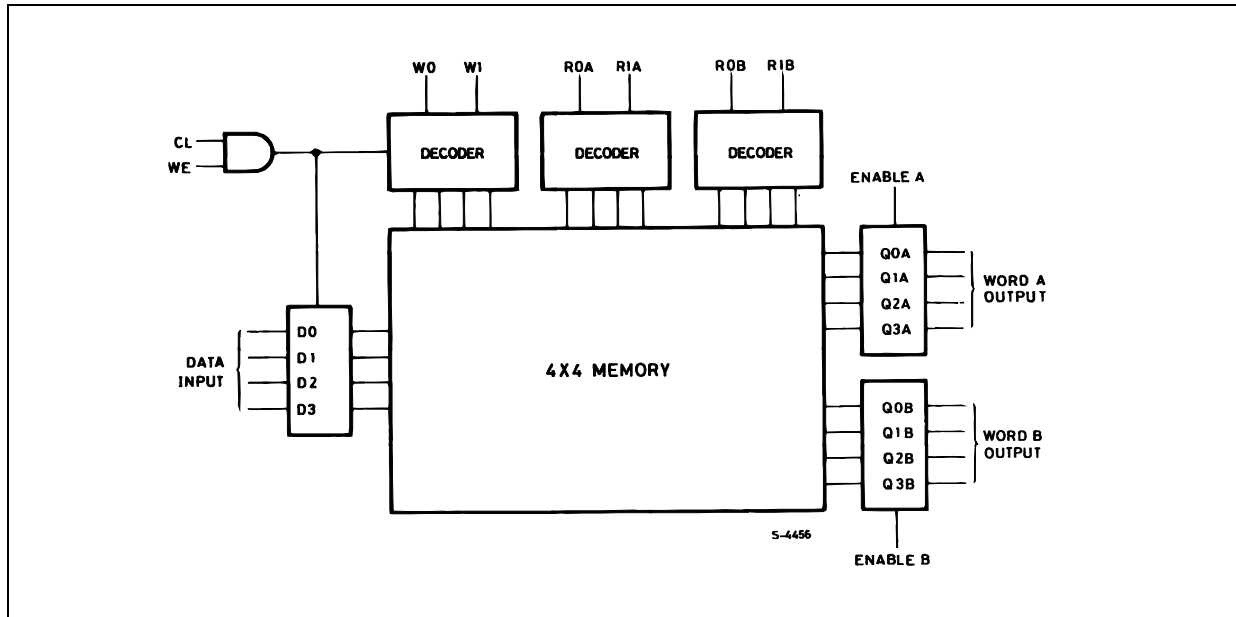 W0 W1 R0A R1A R0B R1B
CL
WE
DECODER DECODER DECODER
ENABLE A
Q0A
Q1A
Q2A
Q3A
WORD A
OUTPUT
D0
D1
D2
D3
DATA
INPUT
4X4 MEMORY
Q0B
Q1B
Q2B
Q3B
WORD B
OUTPUT
S-4456
ENABLE B